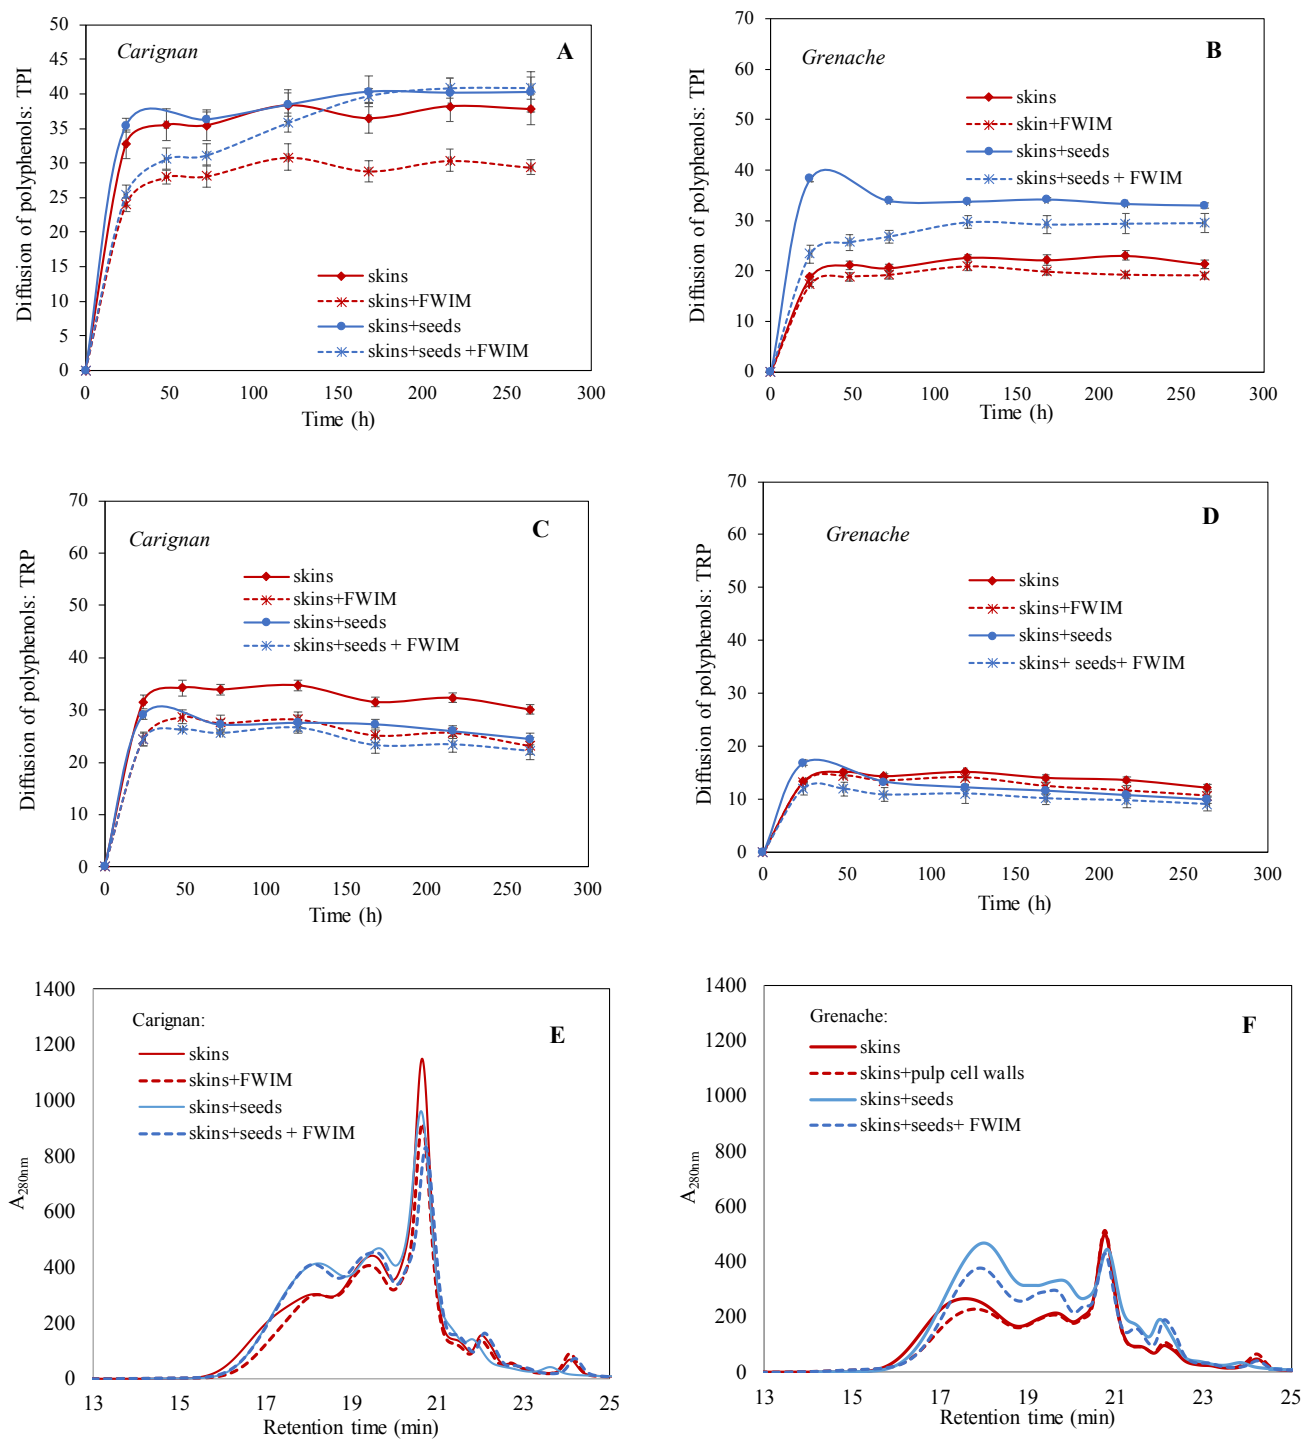 Carignan
A
Diffusion of polyphenols: TPI
50
45
40
35
30
25
20
15
10
5
0
skins
skins+FWIM
skins+seeds
skins+seeds +FWIM
0 50 100 150 200 250 300
Time (h)
Grenache
B
Diffusion of polyphenols: TPI
70
60
50
40
30
20
10
0
skins
skin+FWIM
skins+seeds
skins+seeds + FWIM
0 50 100 150 200 250 300
Time (h)
Carignan
C
Diffusion of polyphenols: TRP
70
60
50
40
30
20
10
0
skins
skins+FWIM
skins+seeds
skins+seeds + FWIM
0 50 100 150 200 250 300
Time (h)
Grenache
D
Diffusion of polyphenols: TRP
70
60
50
40
30
20
10
0
skins
skins+FWIM
skins+seeds
skins+ seeds+ FWIM
0 50 100 150 200 250 300
Time (h)
Carignan:
E
A280nm
1400
1200
1000
800
600
400
200
0
skins
skins+FWIM
skins+seeds
skins+seeds + FWIM
13 15 17 19 21 23 25
Retention time (min)
Grenache:
F
A280nm
1400
1200
1000
800
600
400
200
0
skins
skins+pulp cell walls
skins+seeds
skins+seeds+ FWIM
13 15 17 19 21 23 25
Retention time (min)